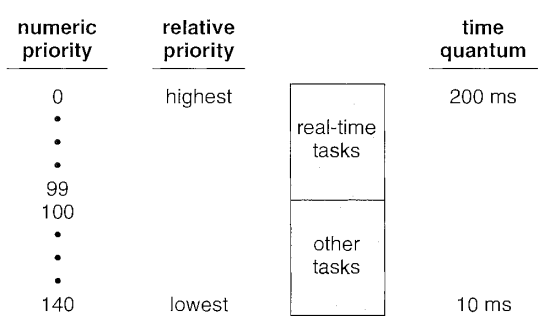 numeric priority
relative priority
time quantum
0
highest
200 ms
real-time
tasks
99
100
other
tasks
140
lowest
10 ms